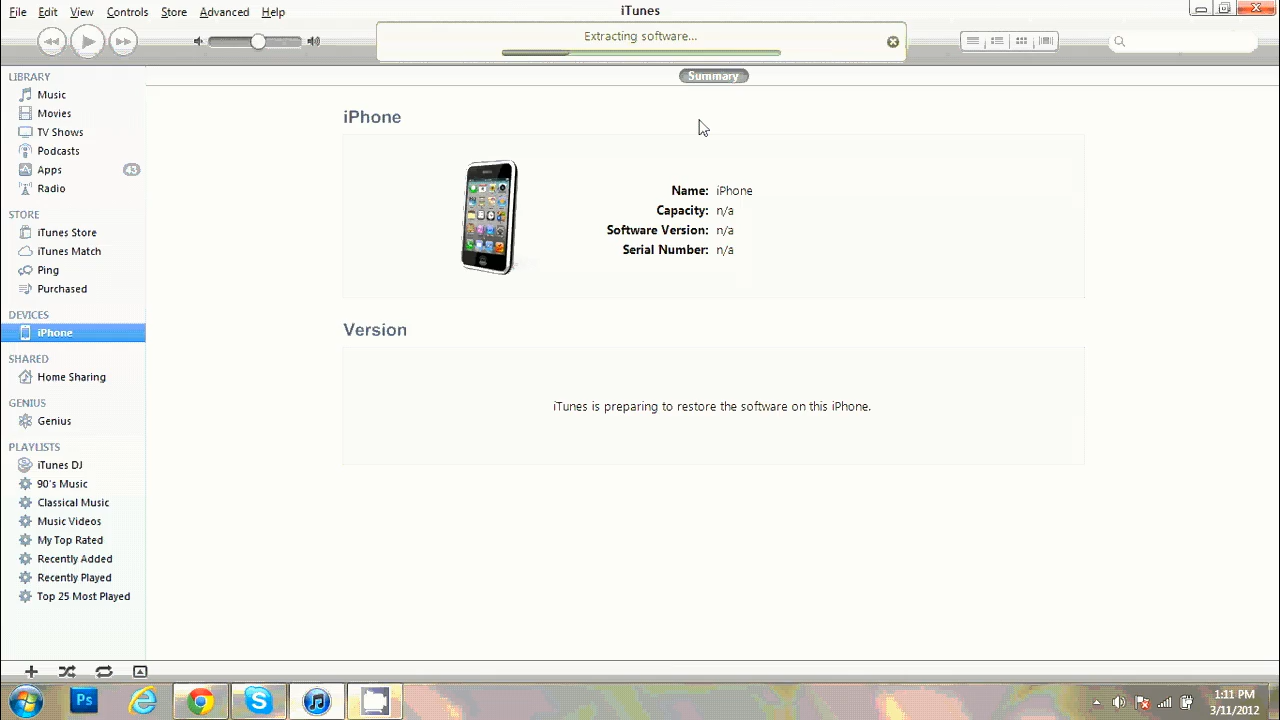 File Edit View Controls Store Advanced Help
iTunes
Extracting software...
Summary
LIBRARY
Music
Movies
TV Shows
Podcasts
Apps 43
Radio
STORE
iTunes Store
iTunes Match
Ping
Purchased
DEVICES
iPhone
SHARED
Home Sharing
GENIUS
Genius
PLAYLISTS
iTunes DJ
90's Music
Classical Music
Music Videos
My Top Rated
Recently Added
Recently Played
Top 25 Most Played
iPhone
Name: iPhone
Capacity: n/a
Software Version: n/a
Serial Number: n/a
Version
iTunes is preparing to restore the software on this iPhone.
Ps
1:11 PM
3/11/2012